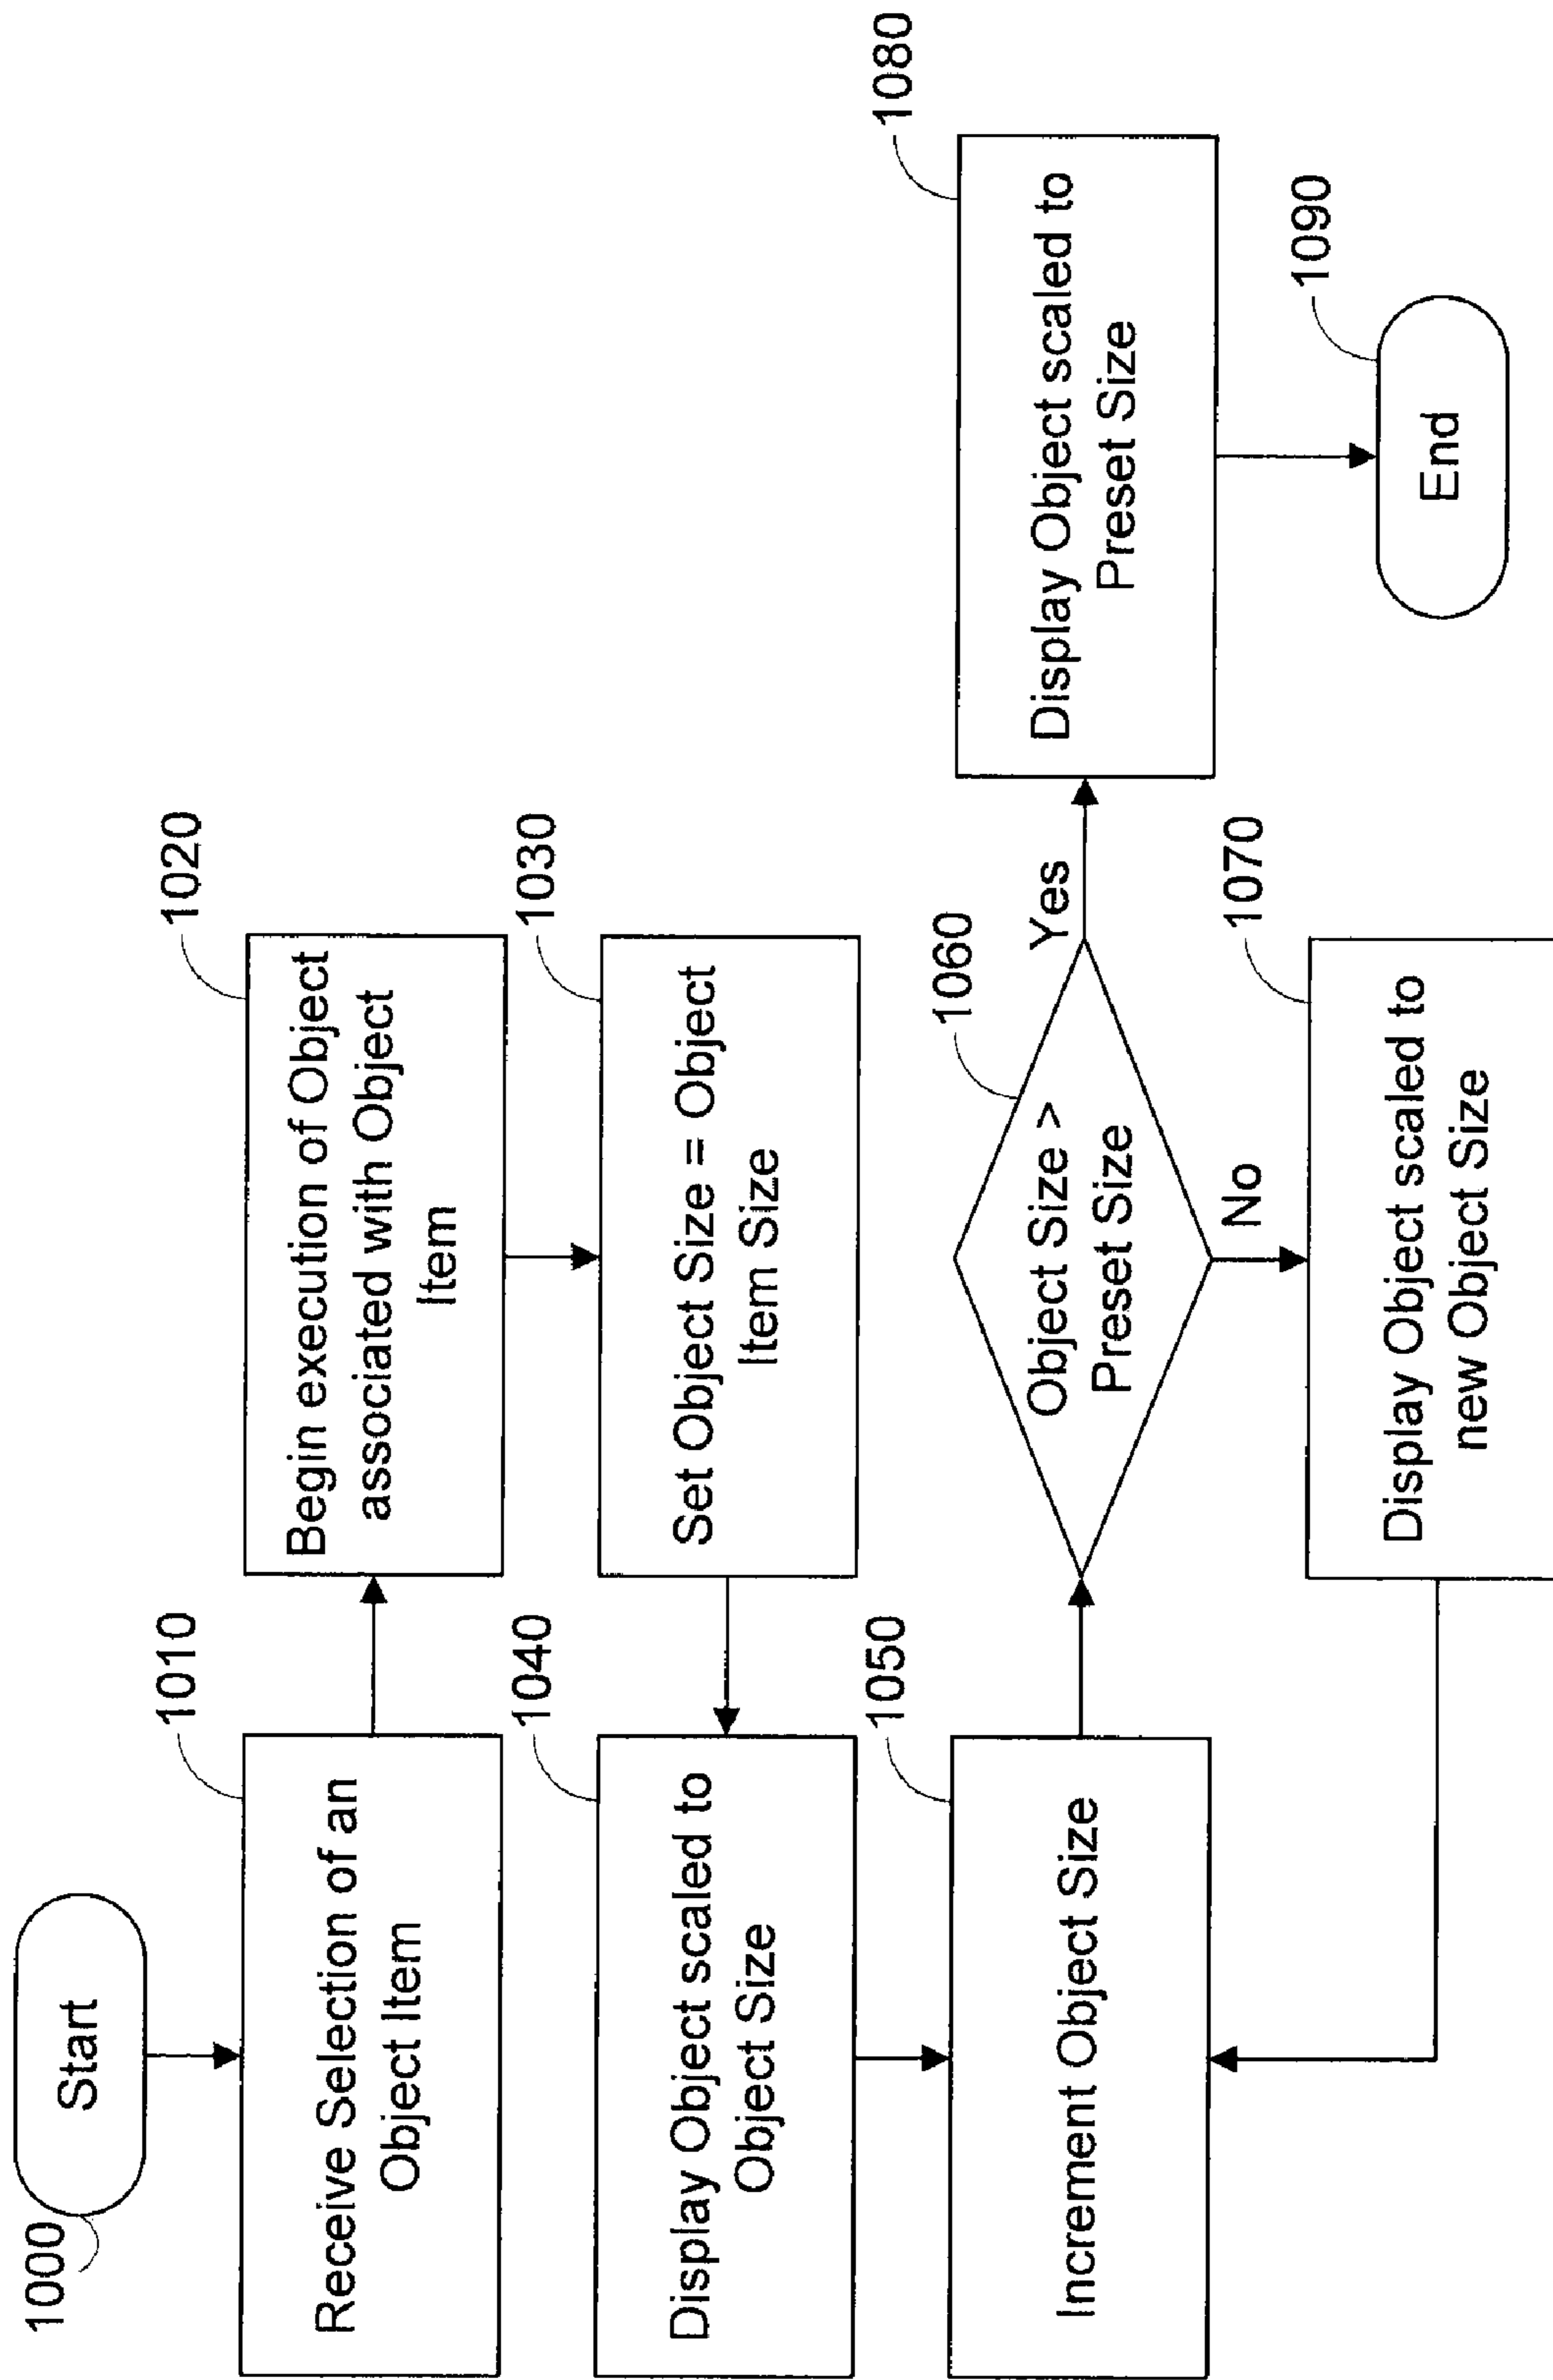 1000
Start
1010
Receive Selection of an
Object Item
1020
Begin execution of Object
associated with Object
Item
1030
Set Object Size = Object
Item Size
1040
Display Object scaled to
Object Size
1050
Increment Object Size
1060
Object Size >
Preset Size
Yes
No
1070
Display Object scaled to
new Object Size
1080
Display Object scaled to
Preset Size
1090
End